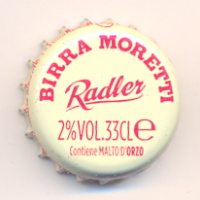 BIRRA MORETTI
Radler
2%VOL.33CL℮
Contiene MALTO D'ORZO